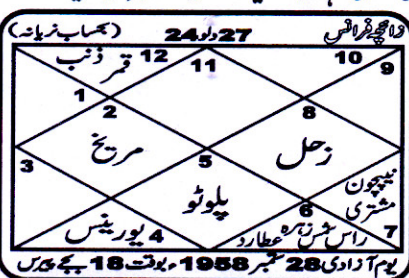 زائچہ فرانس
27 دلو 24
(بحساب نریانہ)
10
9
11
12
قمر ذنب
1
2
8
مریخ
زحل
3
5
نیپچون
مشتری
پلوٹو
6
7
راس شمس زہرہ
عطارد
4
یورینس
یوم آزادی 28 ستمبر 1958ء بوقت 18 بجے پیرس